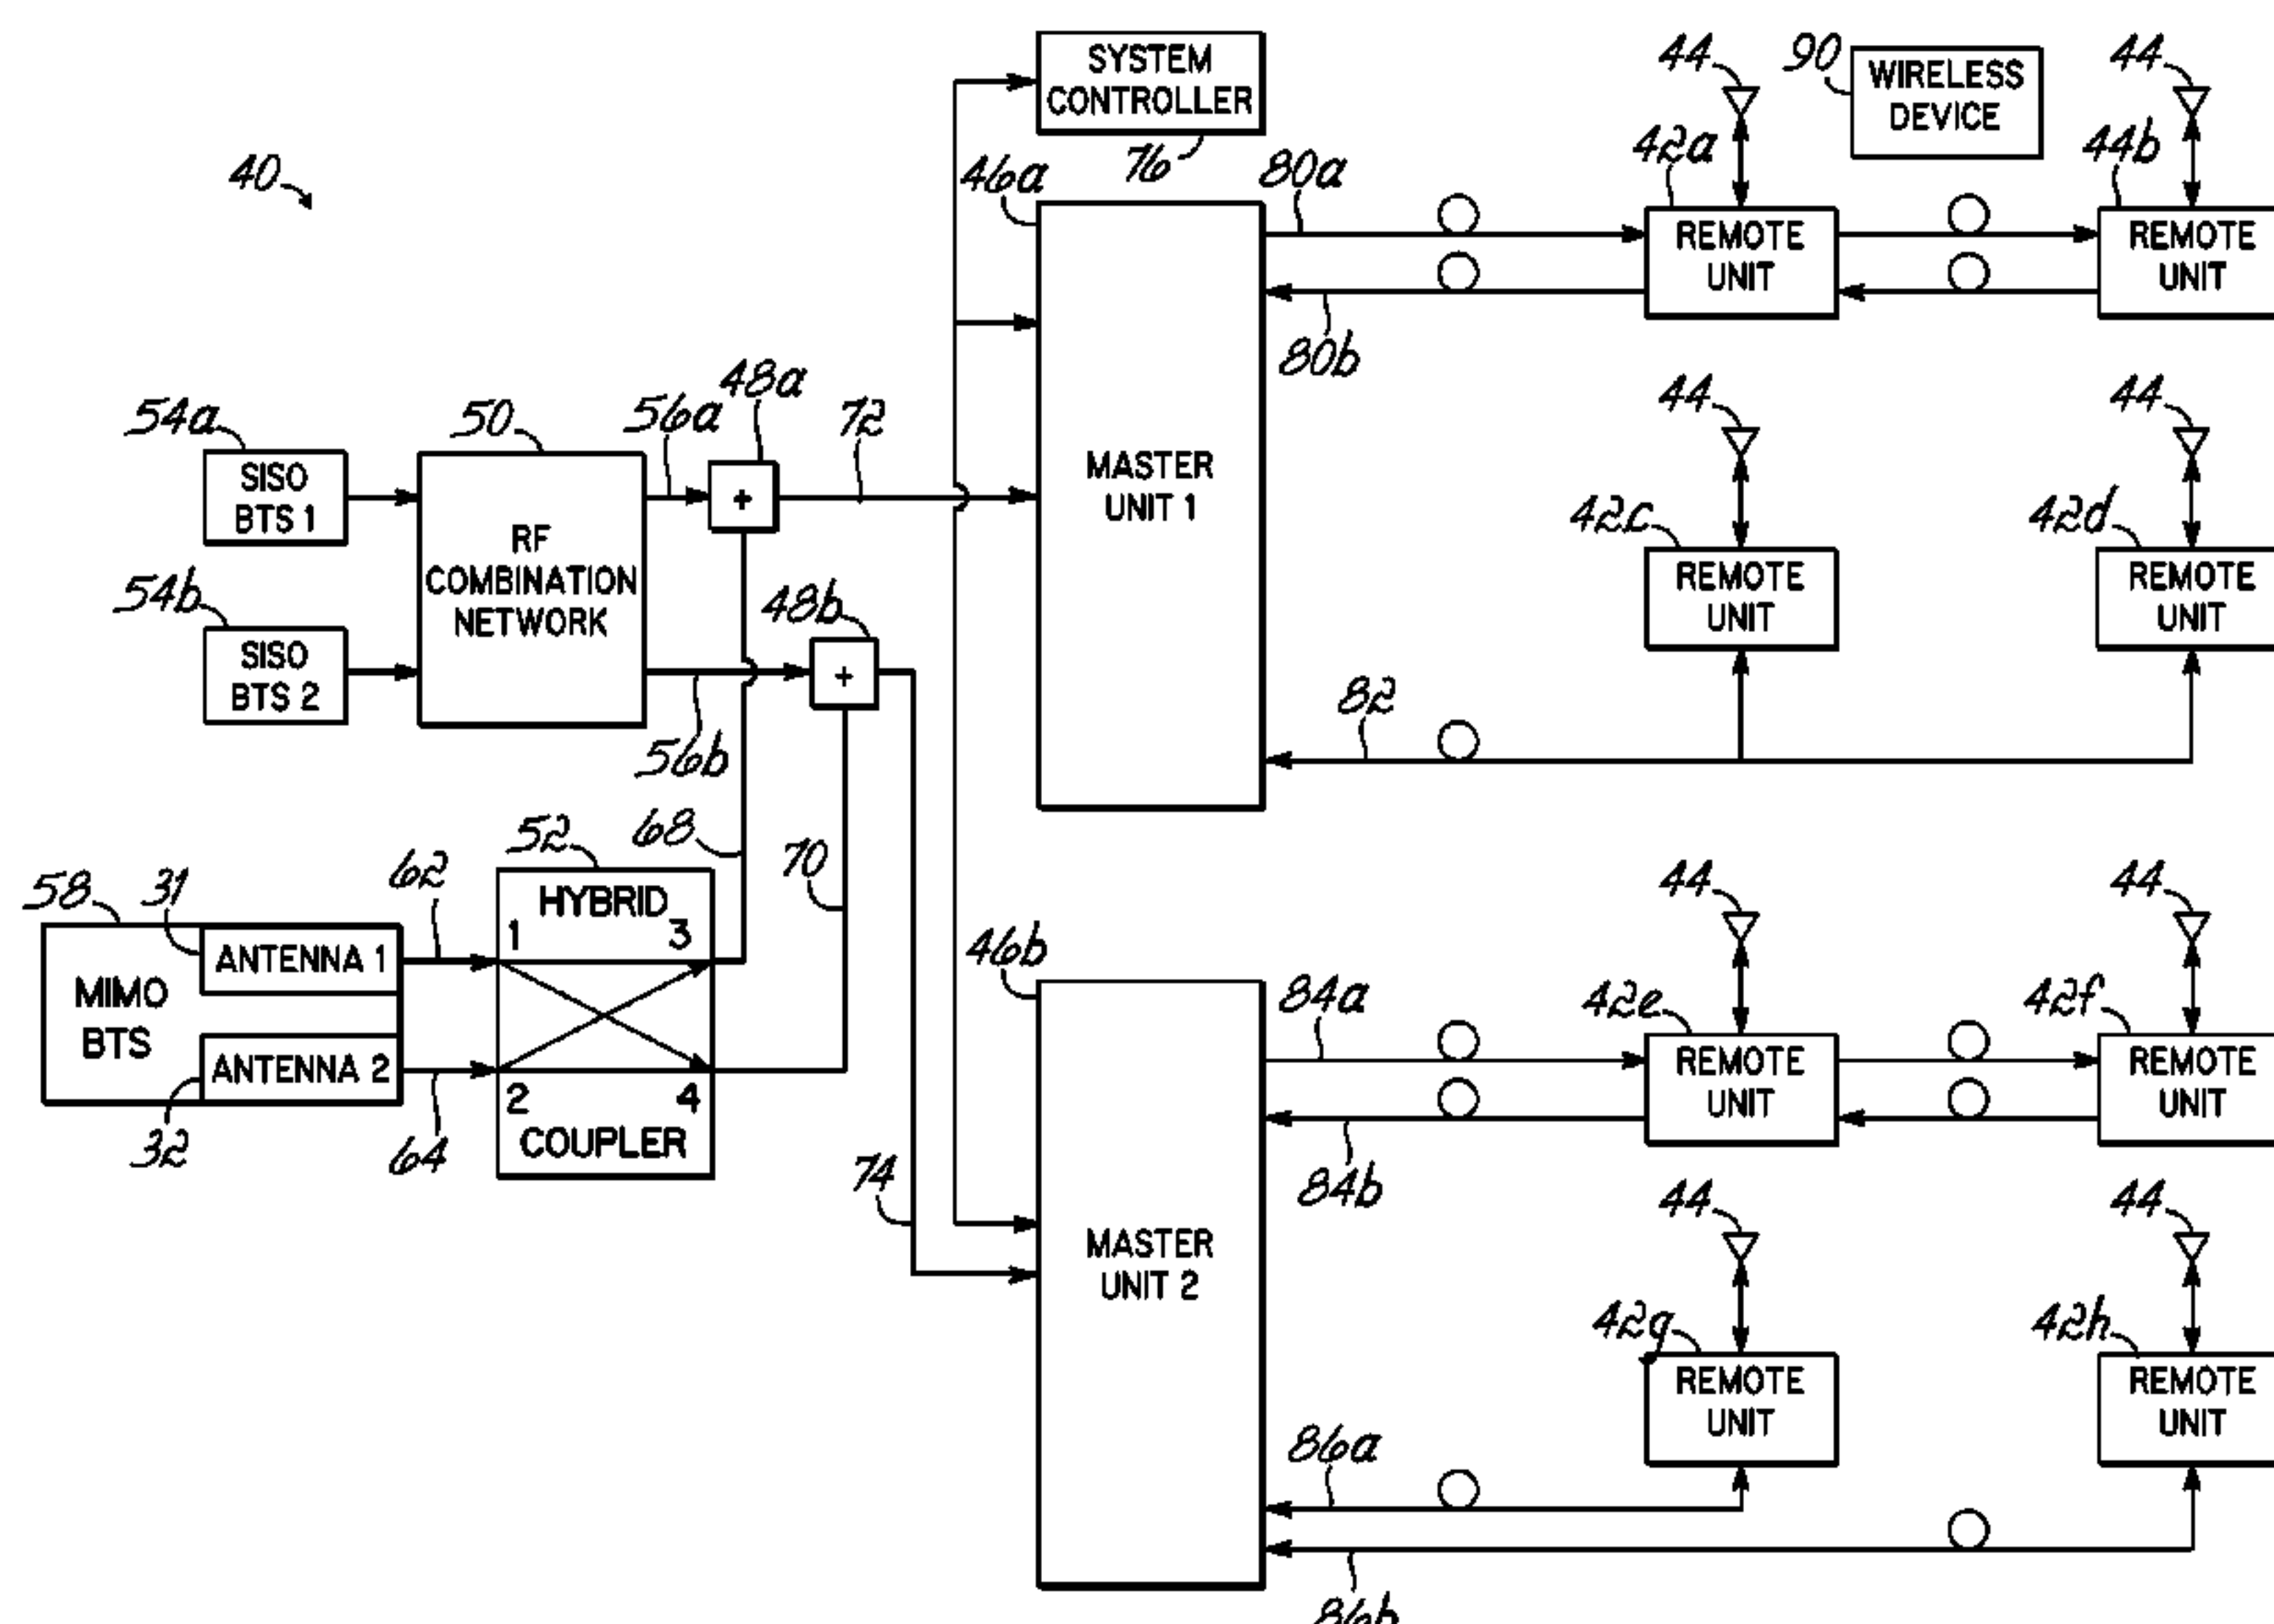 SYSTEM
CONTROLLER
76
44
90
WIRELESS
DEVICE
44
40
46a
80a
42a
44b
REMOTE
UNIT
REMOTE
UNIT
80b
48a
54a
50
56a
72
44
44
SISO
BTS 1
+
MASTER
UNIT 1
RF
COMBINATION
NETWORK
42c
42d
54b
48b
REMOTE
UNIT
REMOTE
UNIT
SISO
BTS 2
+
56b
82
52
68
70
58
31
62
HYBRID
1
3
44
44
ANTENNA 1
46b
MIMO
BTS
84a
42e
42f
ANTENNA 2
REMOTE
UNIT
REMOTE
UNIT
2
4
COUPLER
32
64
74
84b
44
44
MASTER
UNIT 2
42g
42h
REMOTE
UNIT
REMOTE
UNIT
86a
86b